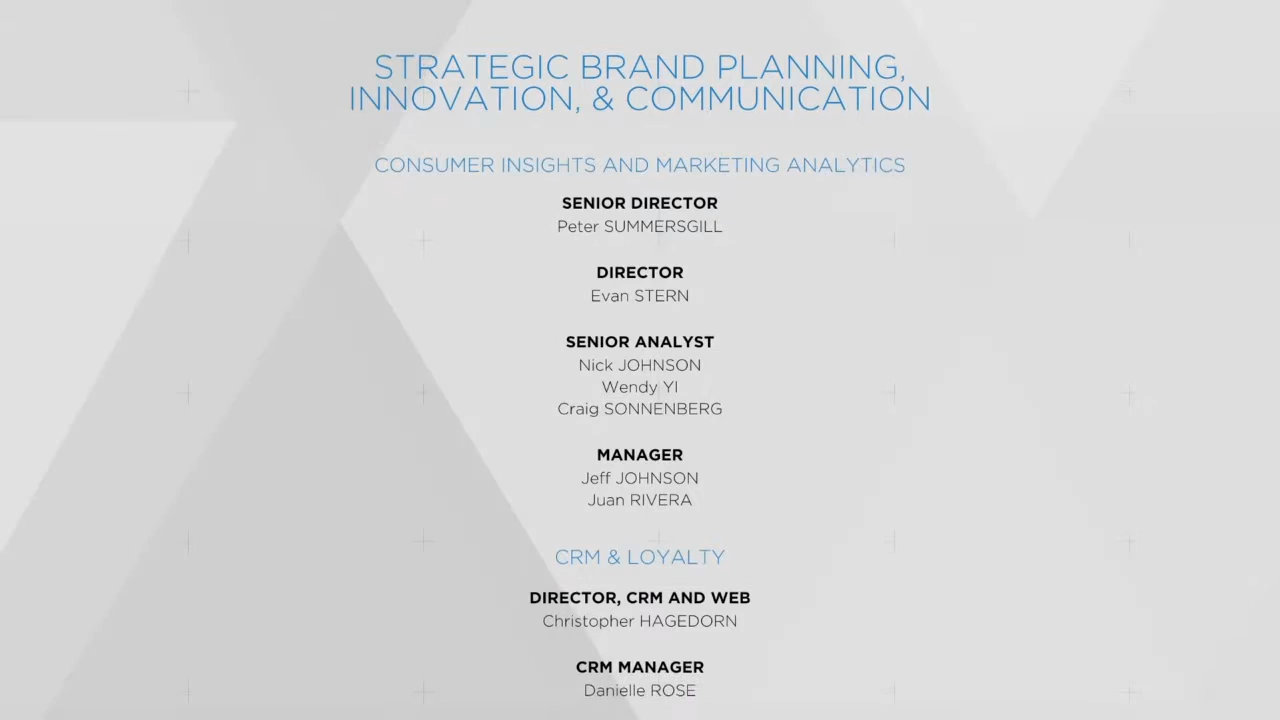 STRATEGIC BRAND PLANNING,
INNOVATION, & COMMUNICATION
CONSUMER INSIGHTS AND MARKETING ANALYTICS
SENIOR DIRECTOR
Peter SUMMERSGILL
DIRECTOR
Evan STERN
SENIOR ANALYST
Nick JOHNSON
Wendy YI
Craig SONNENBERG
MANAGER
Jeff JOHNSON
Juan RIVERA
CRM & LOYALTY
DIRECTOR, CRM AND WEB
Christopher HAGEDORN
CRM MANAGER
Danielle ROSE